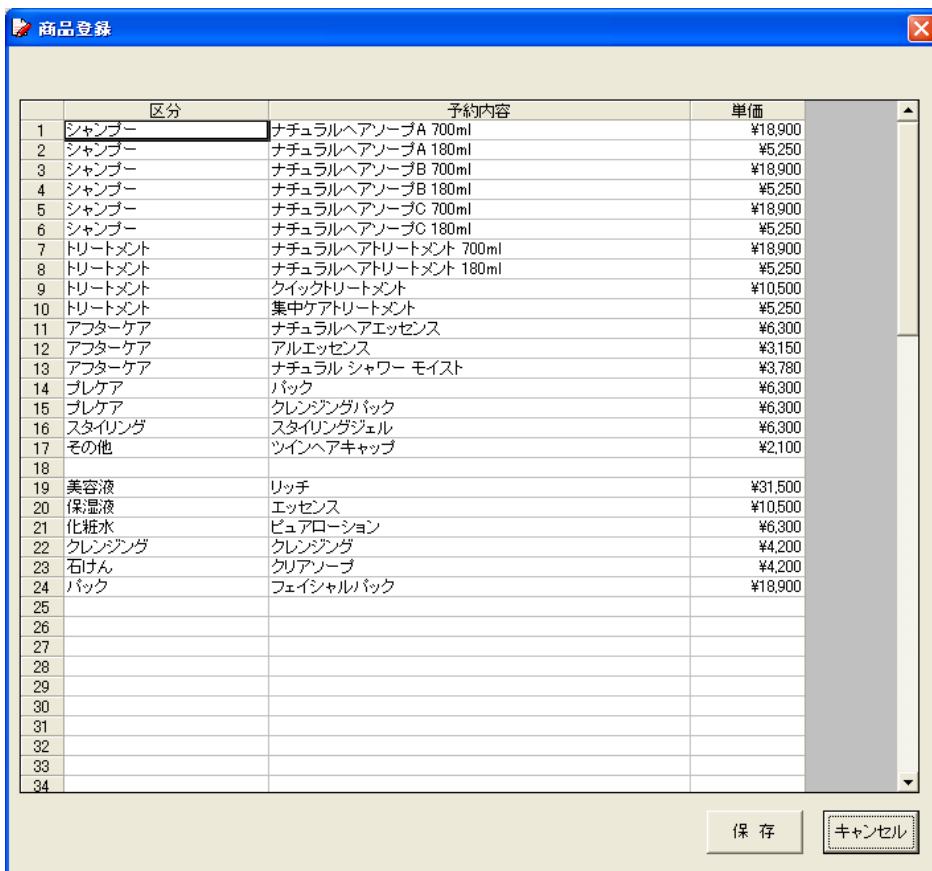 商品登録
区分 予約内容 単価
1 シャンプー ナチュラルヘアソープA 700ml ¥18,900
2 シャンプー ナチュラルヘアソープA 180ml ¥5,250
3 シャンプー ナチュラルヘアソープB 700ml ¥18,900
4 シャンプー ナチュラルヘアソープB 180ml ¥5,250
5 シャンプー ナチュラルヘアソープC 700ml ¥18,900
6 シャンプー ナチュラルヘアソープC 180ml ¥5,250
7 トリートメント ナチュラルヘアトリートメント 700ml ¥18,900
8 トリートメント ナチュラルヘアトリートメント 180ml ¥5,250
9 トリートメント クイックトリートメント ¥10,500
10 トリートメント 集中ケアトリートメント ¥5,250
11 アフターケア ナチュラルヘアエッセンス ¥6,300
12 アフターケア アルエッセンス ¥3,150
13 アフターケア ナチュラル シャワー モイスト ¥3,780
14 プレケア パック ¥6,300
15 プレケア クレンジングパック ¥6,300
16 スタイリング スタイリングジェル ¥6,300
17 その他 ツインヘアキャップ ¥2,100
18
19 美容液 リッチ ¥31,500
20 保湿液 エッセンス ¥10,500
21 化粧水 ピュアローション ¥6,300
22 クレンジング クレンジング ¥4,200
23 石けん クリアソープ ¥4,200
24 パック フェイシャルパック ¥18,900
25
26
27
28
29
30
31
32
33
34
保 存 キャンセル